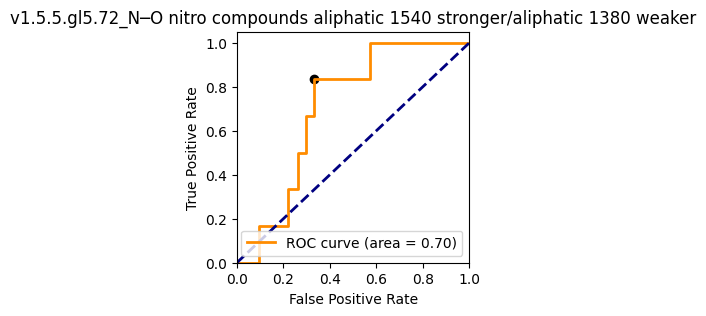 v1.5.5.gl5.72_N─O nitro compounds aliphatic 1540 stronger/aliphatic 1380 weaker
1.0
0.8
0.6
0.4
0.2
0.0
True Positive Rate
ROC curve (area = 0.70)
0.0 0.2 0.4 0.6 0.8 1.0
False Positive Rate